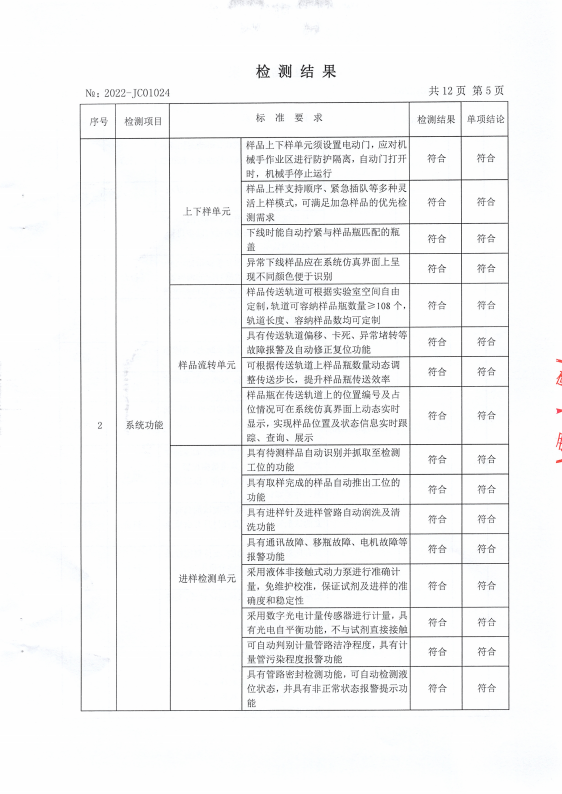 检 测 结 果
№: 2022-JC01024
共 12 页 第 5 页
序号 检测项目 标 准 要 求 检测结果 单项结论
2 系统功能
上下样单元
样品上下样单元须设置电动门，应对机
械手作业区进行防护隔离，自动门打开
时，机械手停止运行
符合 符合
样品上样支持顺序、紧急插队等多种灵
活上样模式，可满足加急样品的优先检
测需求
符合 符合
下线时能自动拧紧与样品瓶匹配的瓶
盖
符合 符合
异常下线样品应在系统仿真界面上呈
现不同颜色便于识别
符合 符合
样品流转单元
样品传送轨道可根据实验室空间自由
定制，轨道可容纳样品瓶数量≥108 个，
轨道长度、容纳样品数均可定制
符合 符合
具有传送轨道偏移、卡死、异常堵转等
故障报警及自动修正复位功能
符合 符合
可根据传送轨道上样品瓶数量动态调
整传送步长，提升样品瓶传送效率
符合 符合
样品瓶在传送轨道上的位置编号及占
位情况可在系统仿真界面上动态实时
显示，实现样品位置及状态信息实时跟
踪、查询、展示
符合 符合
进样检测单元
具有待测样品自动识别并抓取至检测
工位的功能
符合 符合
具有取样完成的样品自动推出工位的
功能
符合 符合
具有进样针及进样管路自动润洗及清
洗功能
符合 符合
具有通讯故障、移瓶故障、电机故障等
报警功能
符合 符合
采用液体非接触式动力泵进行准确计
量，免维护校准，保证试剂及进样的准
确度和稳定性
符合 符合
采用数字光电计量传感器进行计量，具
有光电自平衡功能，不与试剂直接接触
符合 符合
可自动判别计量管路洁净程度，具有计
量管污染程度报警功能
符合 符合
具有管路密封检测功能，可自动检测液
位状态，并具有非正常状态报警提示功
能
符合 符合